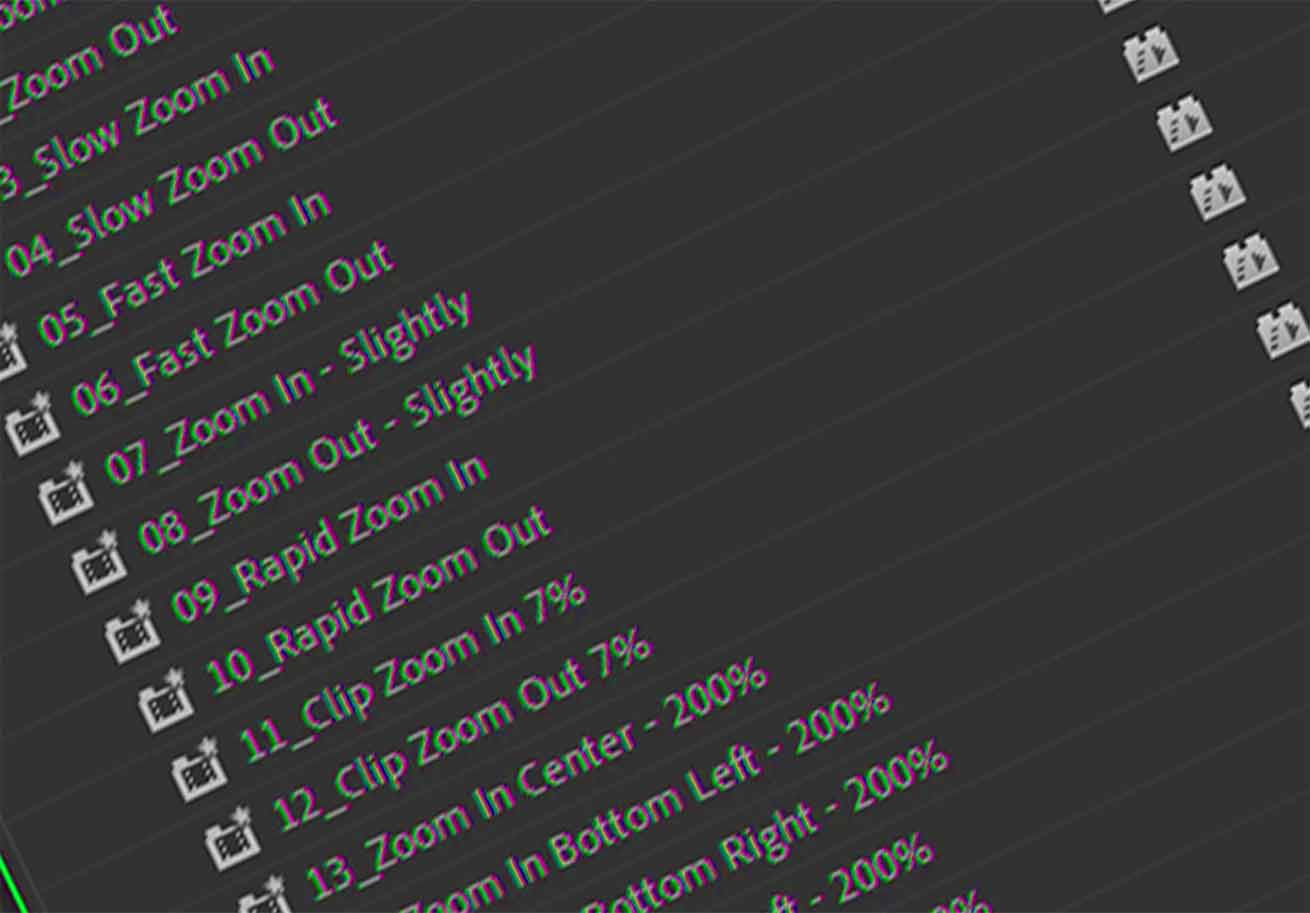 Zoom Out
3_Slow Zoom In
04_Slow Zoom Out
05_Fast Zoom In
06_Fast Zoom Out
07_Zoom In - Slightly
08_Zoom Out - Slightly
09_Rapid Zoom In
10_Rapid Zoom Out
11_Clip Zoom In 7%
12_Clip Zoom Out 7%
13_Zoom In Center - 200%
Zoom In Bottom Left - 200%
Bottom Right - 200%
ft - 200%